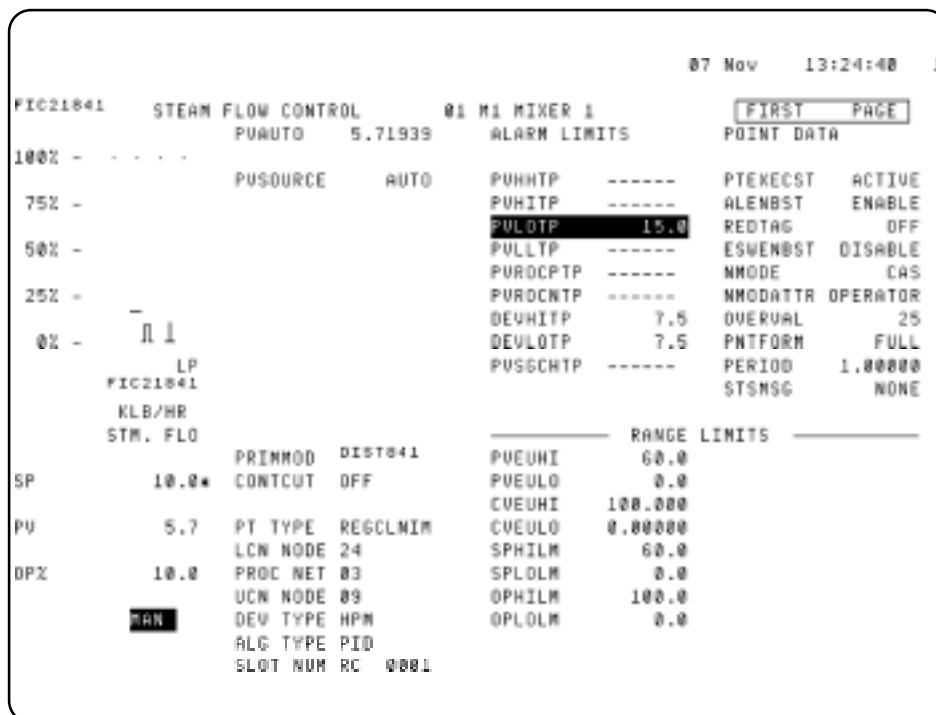 07 Nov 13:24:40
FIC21841 STEAM FLOW CONTROL 01 M1 MIXER 1 FIRST PAGE
PVAUTO 5.71939 ALARM LIMITS POINT DATA
100% - - - - -
PVSOURCE AUTO PVHHTP ------ PTEXECST ACTIVE
75% - PVHITP ------ ALENBST ENABLE
PVLOTP 15.0 REDTAG OFF
50% - PVLLTP ------ ESWENBST DISABLE
PVROCPTP ------ NMODE CAS
25% - PVROCNTP ------ NMODATTR OPERATOR
DEVHITP 7.5 OVERVAL 25
0% - DEVLOTP 7.5 PNTFORM FULL
LP PVSGCHTP ------ PERIOD 1.00000
FIC21841 STSMSG NONE
KLB/HR
STM. FLO RANGE LIMITS
PRIMMOD DIST841 PVEUHI 60.0
SP 10.0* CONTCUT OFF PVEULO 0.0
CVEUHI 100.000
PV 5.7 PT TYPE REGCLNIM CVEULO 0.00000
LCN NODE 24 SPHILM 60.0
OP% 10.0 PROC NET 03 SPLOLM 0.0
UCN NODE 09 OPHILM 100.0
MAN DEV TYPE HPM OPLOLM 0.0
ALG TYPE PID
SLOT NUM RC 0001